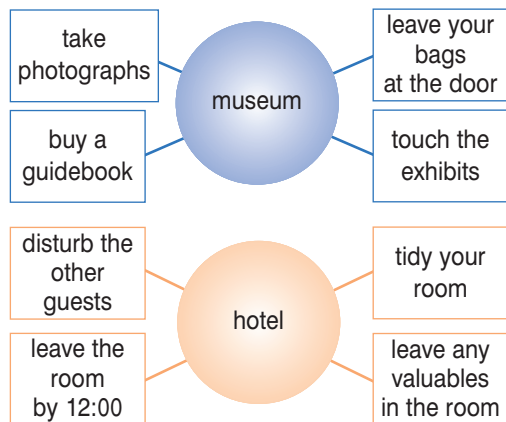 take
photographs
museum
leave your
bags
at the door
buy a
guidebook
touch the
exhibits
disturb the
other
guests
hotel
tidy your
room
leave the
room
by 12:00
leave any
valuables
in the room